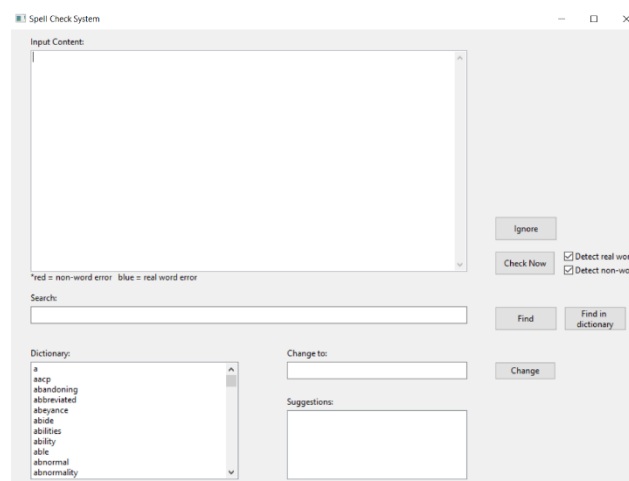 Spell Check System
Input Content:
Ignore
Check Now
Detect real wor
Detect non-wo
*red = non-word error blue = real word error
Search:
Find
Find in
dictionary
Dictionary:
a
aacp
abandoning
abbreviated
abeyance
abide
abilities
ability
able
abnormal
abnormality
Change to:
Change
Suggestions: